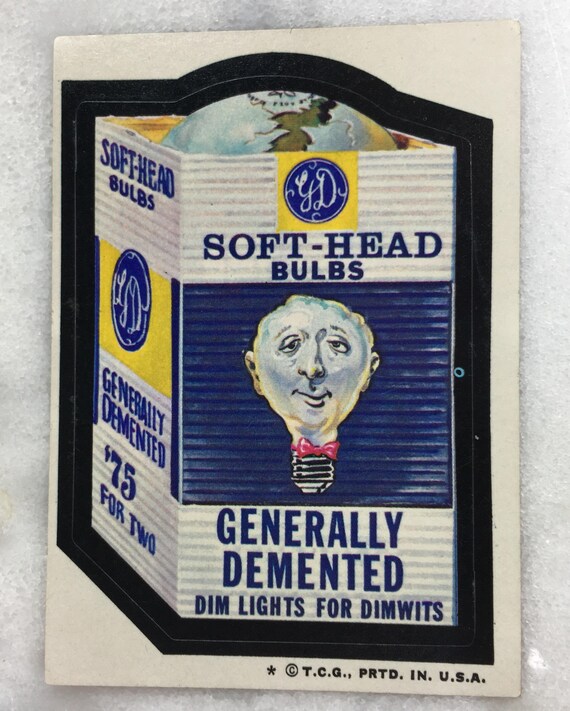 SOFT-HEAD
BULBS
GD
SOFT-HEAD
BULBS
GD
GENERALLY
DEMENTED
$75
FOR TWO
GENERALLY
DEMENTED
DIM LIGHTS FOR DIMWITS
* © T.C.G., PRTD. IN. U.S.A.